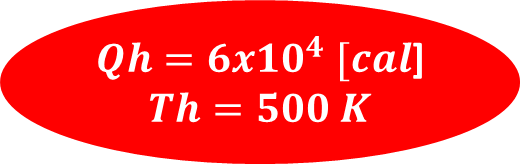 Qh = 6x10⁴ [cal]
Th = 500 K